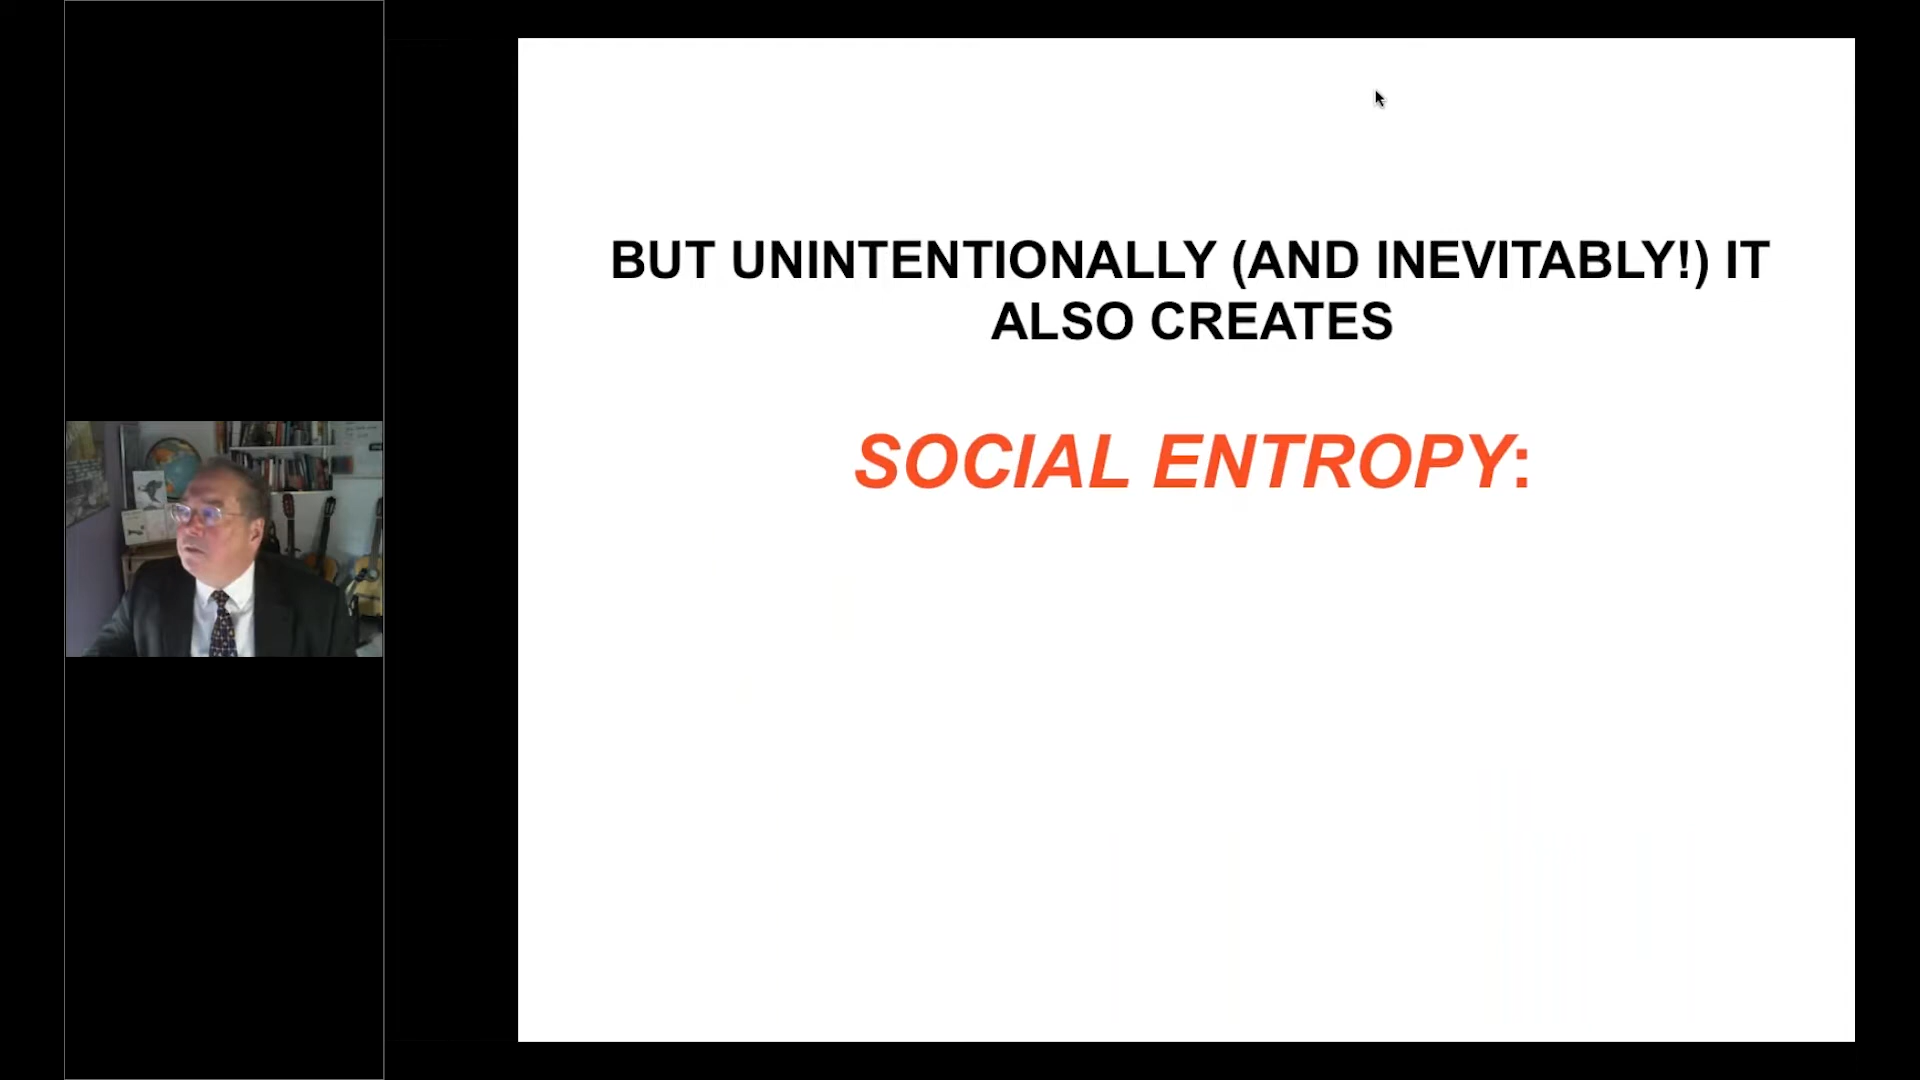 BUT UNINTENTIONALLY (AND INEVITABLY!) IT
ALSO CREATES
SOCIAL ENTROPY: